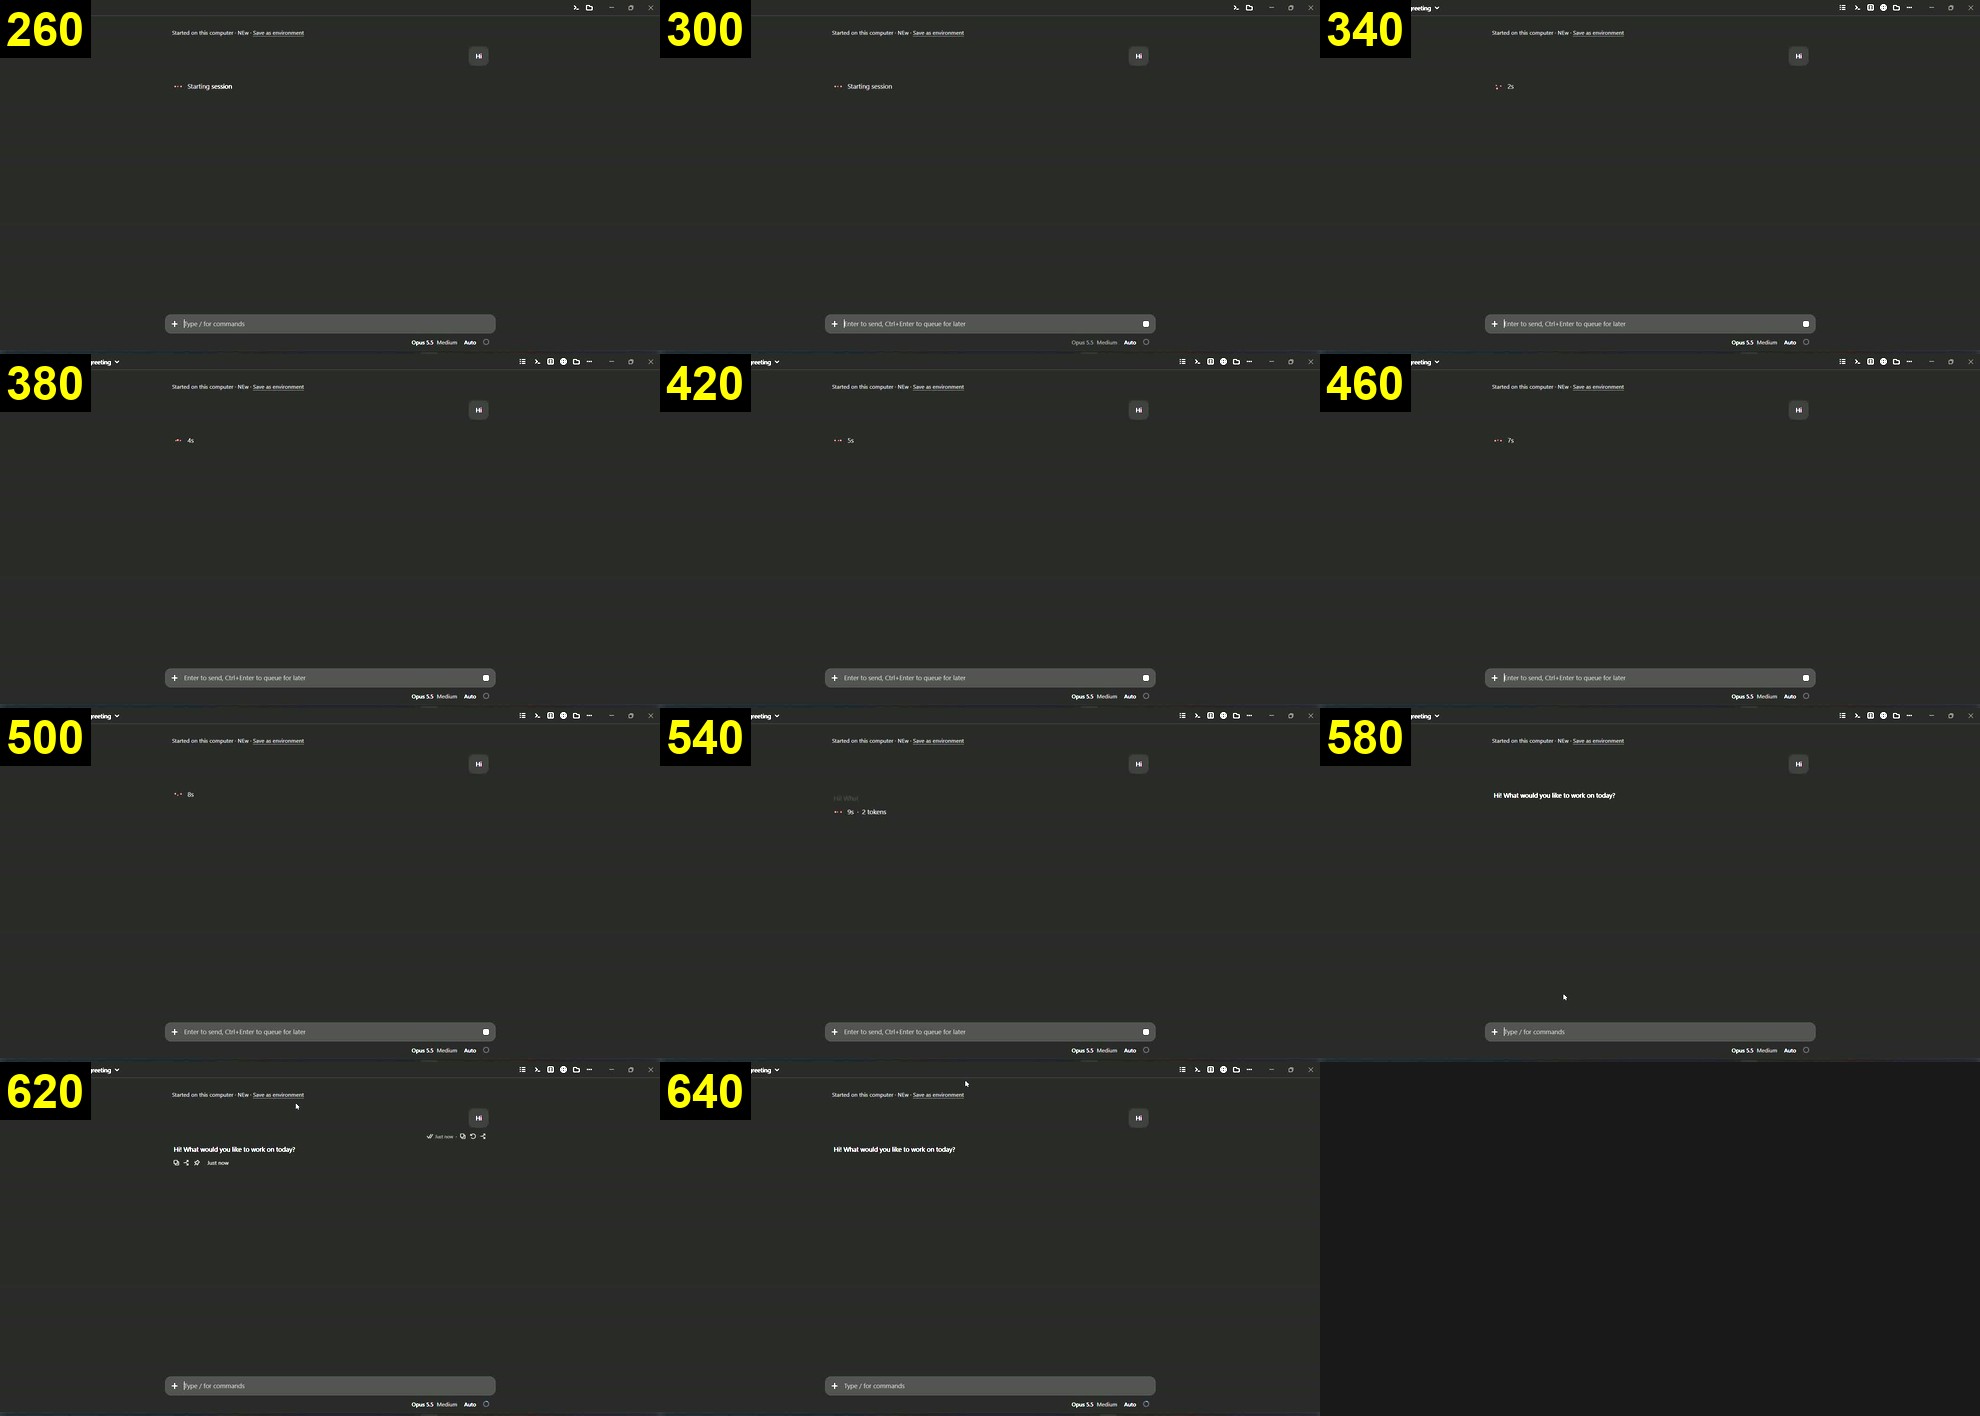 260
Started on this computer · NEw · Save as environment
Hi
Starting session
Type / for commands
Opus 5.5 Medium Auto
300
Started on this computer · NEw · Save as environment
Hi
Starting session
Enter to send, Ctrl+Enter to queue for later
Opus 5.5 Medium Auto
340
greeting
Started on this computer · NEw · Save as environment
Hi
2s
Enter to send, Ctrl+Enter to queue for later
Opus 5.5 Medium Auto
380
greeting
Started on this computer · NEw · Save as environment
Hi
4s
Enter to send, Ctrl+Enter to queue for later
Opus 5.5 Medium Auto
420
greeting
Started on this computer · NEw · Save as environment
Hi
5s
Enter to send, Ctrl+Enter to queue for later
Opus 5.5 Medium Auto
460
greeting
Started on this computer · NEw · Save as environment
Hi
7s
Enter to send, Ctrl+Enter to queue for later
Opus 5.5 Medium Auto
500
greeting
Started on this computer · NEw · Save as environment
Hi
8s
Enter to send, Ctrl+Enter to queue for later
Opus 5.5 Medium Auto
540
greeting
Started on this computer · NEw · Save as environment
Hi
Hi! What
9s · 2 tokens
Enter to send, Ctrl+Enter to queue for later
Opus 5.5 Medium Auto
580
greeting
Started on this computer · NEw · Save as environment
Hi
Hi! What would you like to work on today?
Type / for commands
Opus 5.5 Medium Auto
620
greeting
Started on this computer · NEw · Save as environment
Hi
Just now
Hi! What would you like to work on today?
Just now
Type / for commands
Opus 5.5 Medium Auto
640
greeting
Started on this computer · NEw · Save as environment
Hi
Hi! What would you like to work on today?
Type / for commands
Opus 5.5 Medium Auto